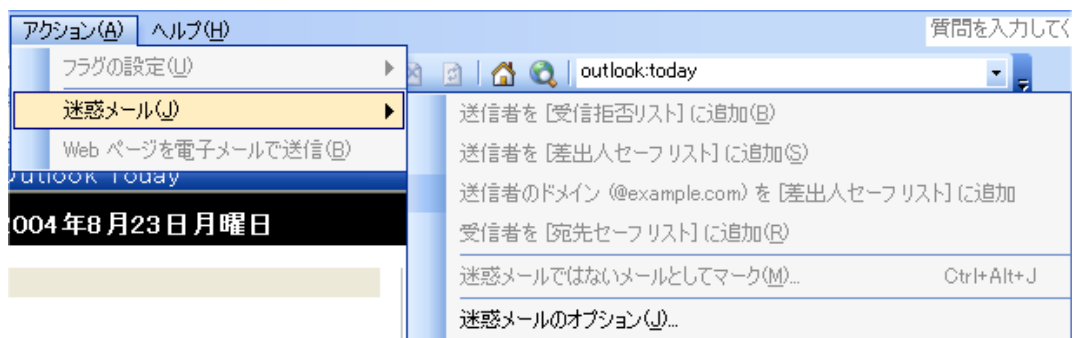 アクション(A) ヘルプ(H)
質問を入力してく
フラグの設定(U)
outlook:today
迷惑メール(J)
Web ページを電子メールで送信(B)
Outlook Today
2004年8月23日 月曜日
送信者を [受信拒否リスト] に追加(B)
送信者を [差出人セーフ リスト] に追加(S)
送信者のドメイン (@example.com) を [差出人セーフ リスト] に追加
受信者を [宛先セーフ リスト] に追加(R)
迷惑メールではないメールとしてマーク(M)... Ctrl+Alt+J
迷惑メールのオプション(J)...